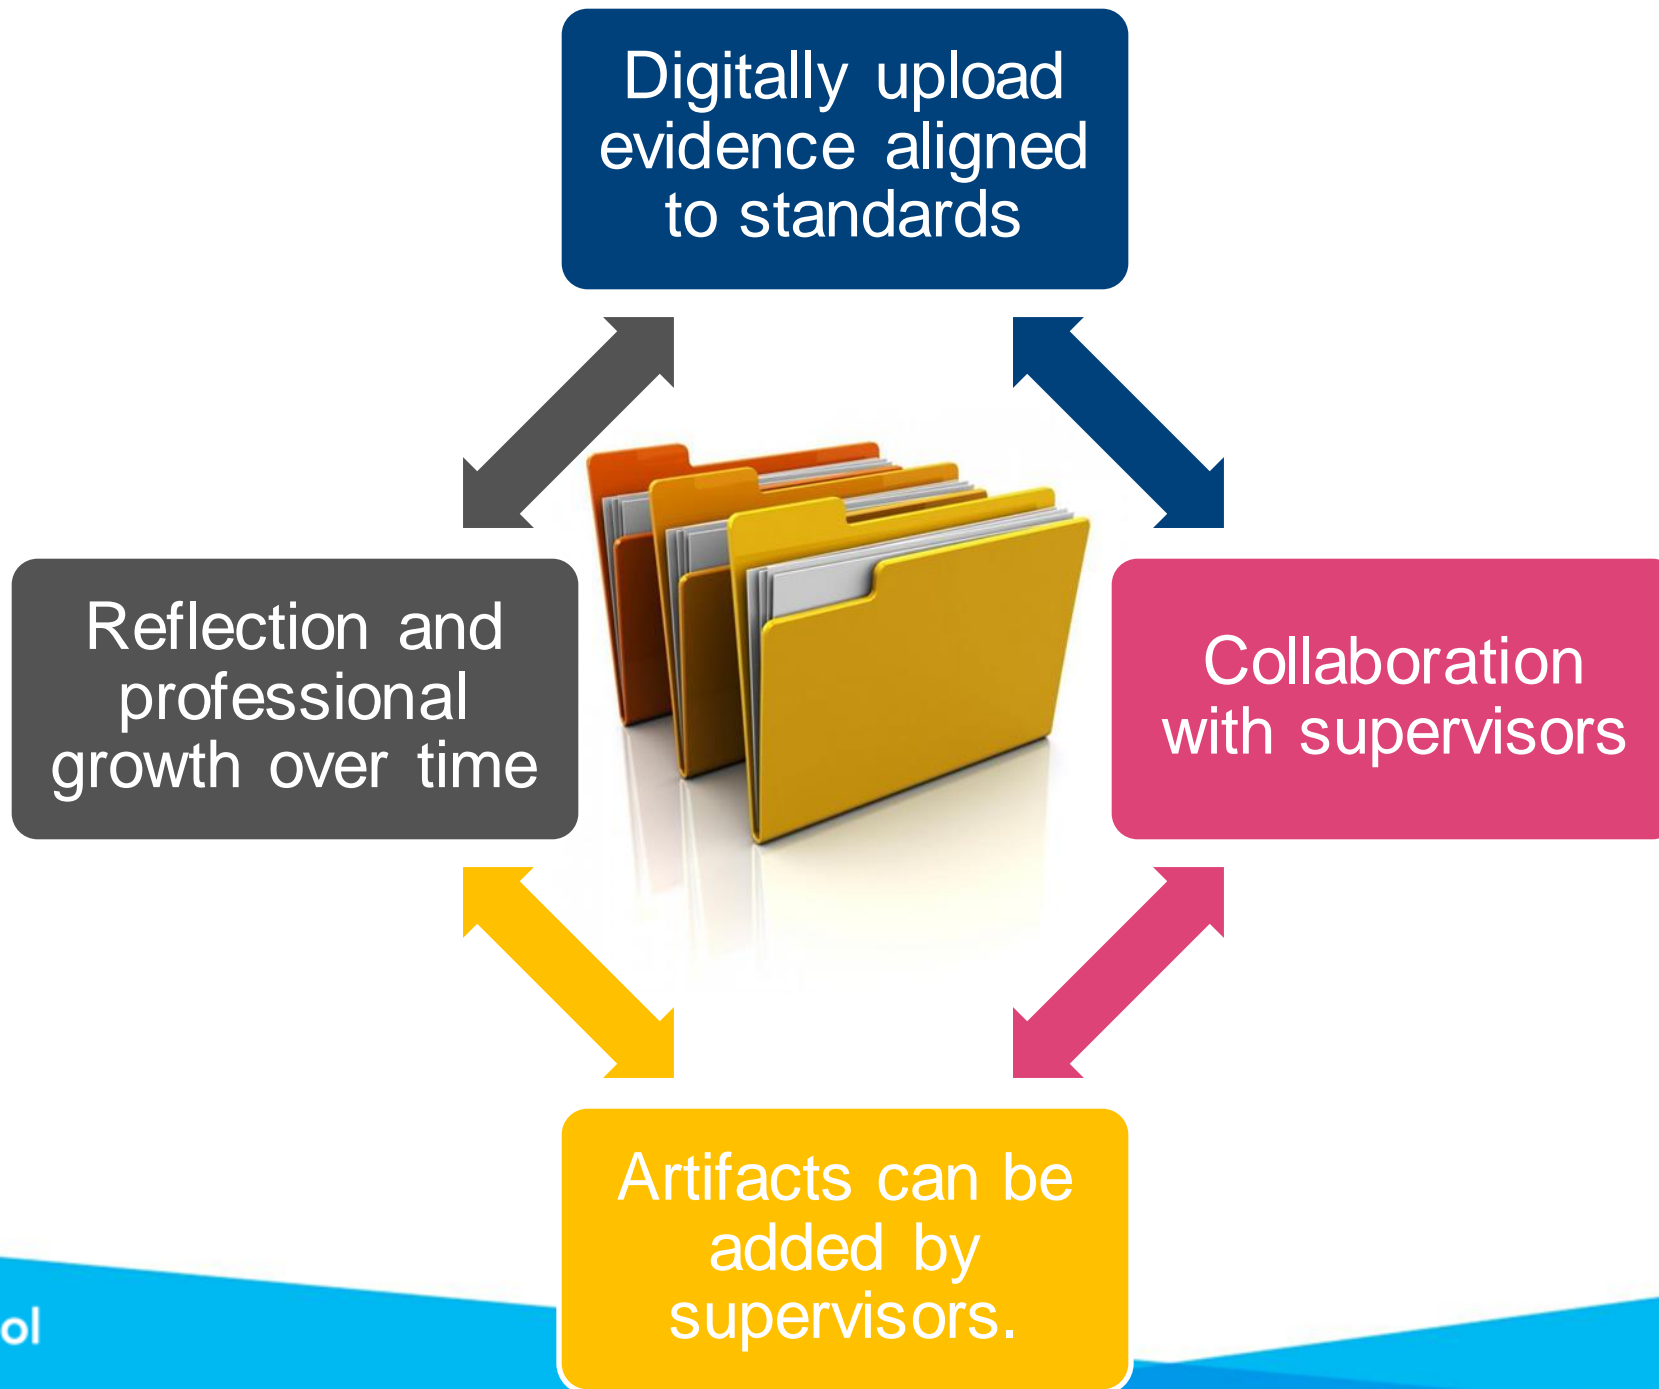 Digitally upload
evidence aligned
to standards
Reflection and
professional
growth over time
Collaboration
with supervisors
Artifacts can be
added by
supervisors.
ol